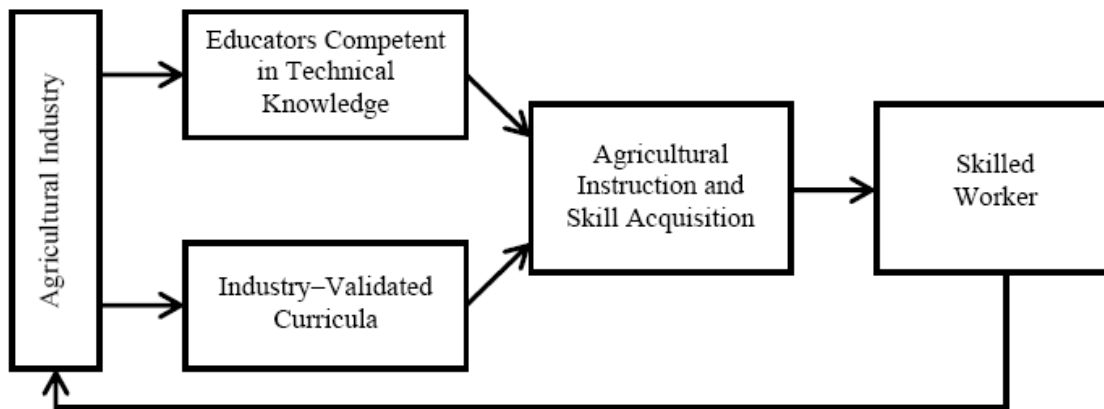 Agricultural Industry
Educators Competent
in Technical
Knowledge
Industry–Validated
Curricula
Agricultural
Instruction and
Skill Acquisition
Skilled
Worker